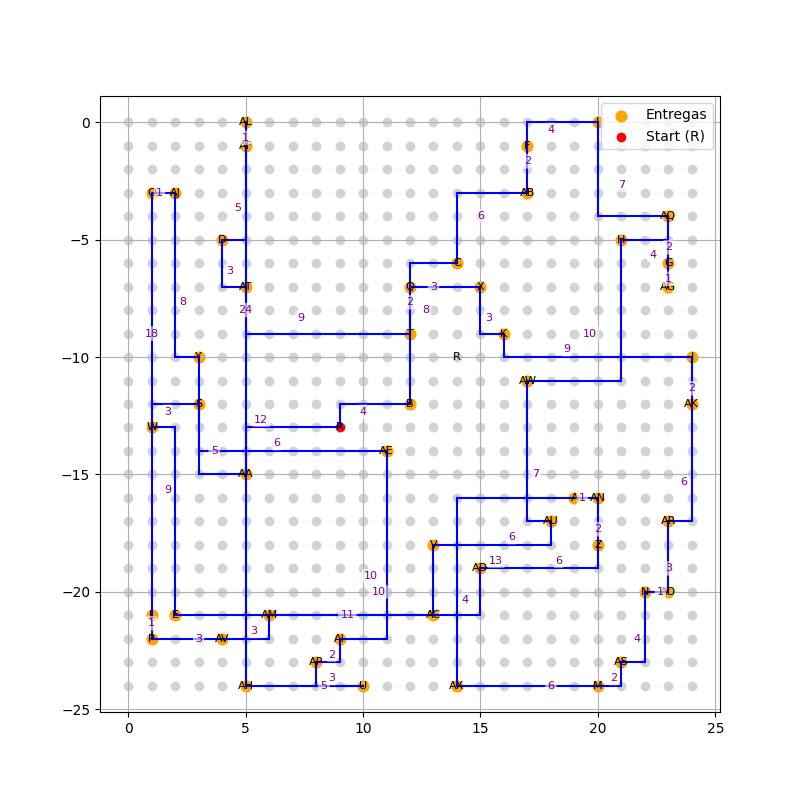 Entregas
Start (R)
0
−5
−10
−15
−20
−25
0
5
10
15
20
25
AL
1
4
F
2
7
1
AJ
AB
5
6
AQ
D
H
2
4
C
G
3
AT
Q
3
X
1
AG
8
24
2
8
9
T
3
K
10
18
9
Y
R
AW
2
3
S
4
B
AK
W
12
6
5
AE
AA
7
6
9
1
AN
AU
2
AR
V
6
Z
13
6
AD
10
10
3
4
N
1
E
AM
11
1
3
3
AV
4
2
AS
3
2
AH
5
U
AX
6
M